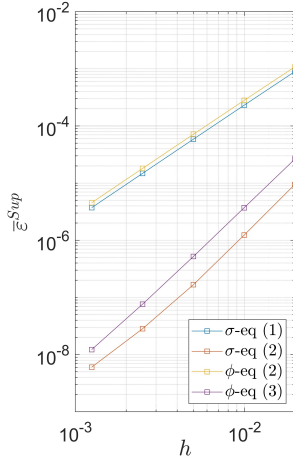 10^{-2}
10^{-4}
10^{-6}
10^{-8}
\overline{ε}^{Sup}
10^{-3}
10^{-2}
h
σ-eq (1)
σ-eq (2)
ϕ-eq (2)
ϕ-eq (3)